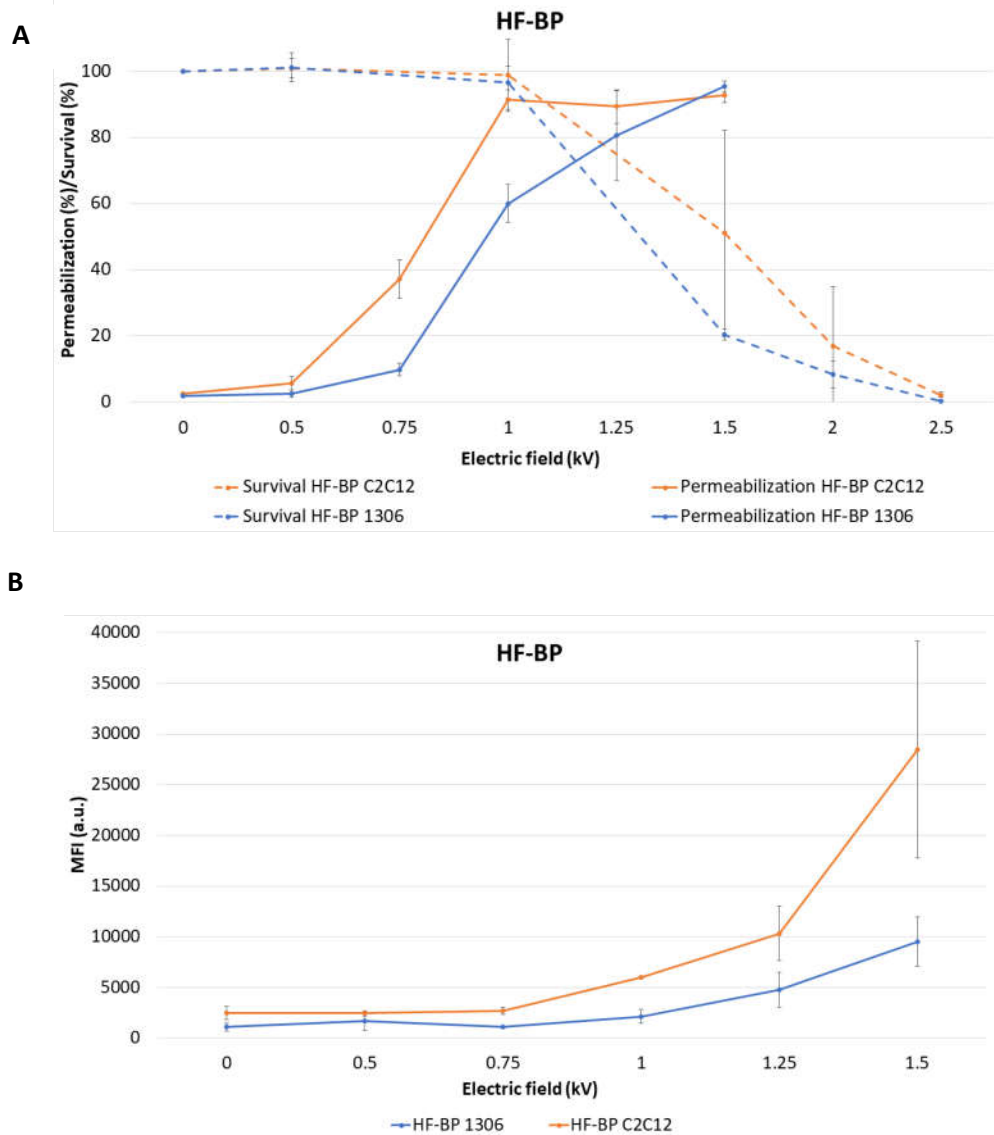 A
HF-BP
Permeabilization (%)/Survival (%)
100
80
60
40
20
0
0 0.5 0.75 1 1.25 1.5 2 2.5
Electric field (kV)
Survival HF-BP C2C12 Permeabilization HF-BP C2C12
Survival HF-BP 1306 Permeabilization HF-BP 1306
B
HF-BP
MFI (a.u.)
40000
35000
30000
25000
20000
15000
10000
5000
0
0 0.5 0.75 1 1.25 1.5
Electric field (kV)
HF-BP 1306 HF-BP C2C12